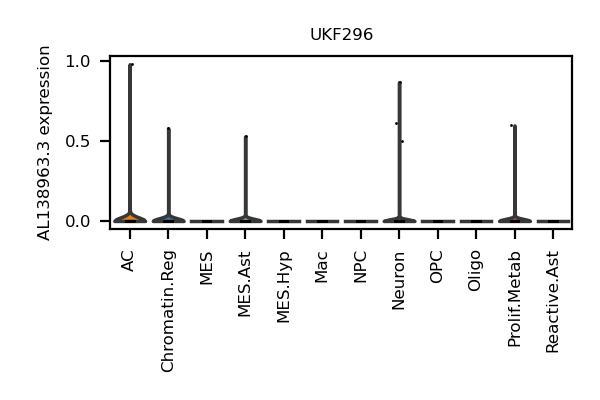 UKF296
AL138963.3 expression
1.0
0.5
0.0
AC
Chromatin.Reg
MES
MES.Ast
MES.Hyp
Mac
NPC
Neuron
OPC
Oligo
Prolif.Metab
Reactive.Ast